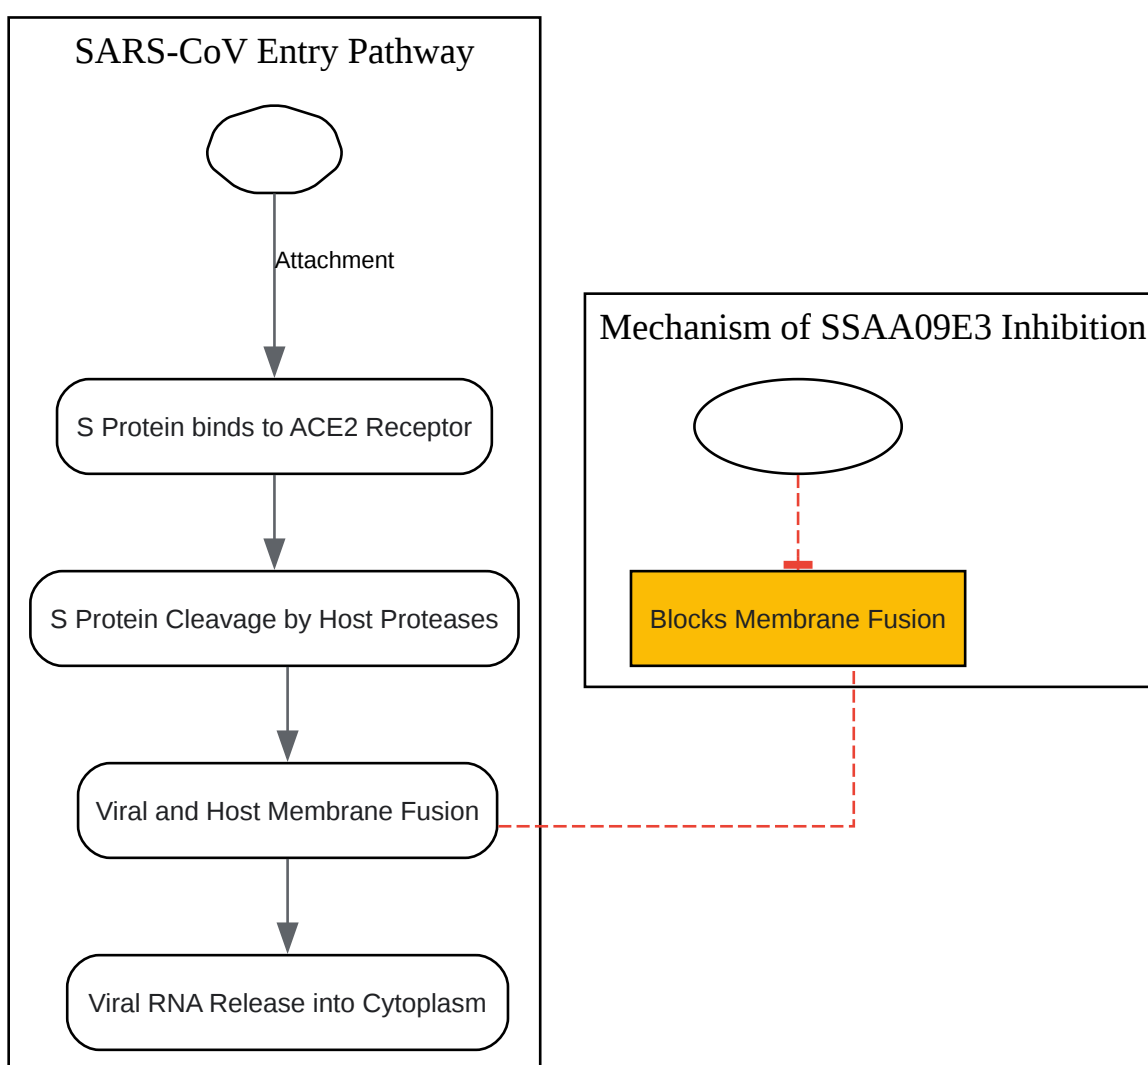 SARS-CoV Entry Pathway
Attachment
S Protein binds to ACE2 Receptor
S Protein Cleavage by Host Proteases
Viral and Host Membrane Fusion
Viral RNA Release into Cytoplasm
Mechanism of SSAA09E3 Inhibition
Blocks Membrane Fusion